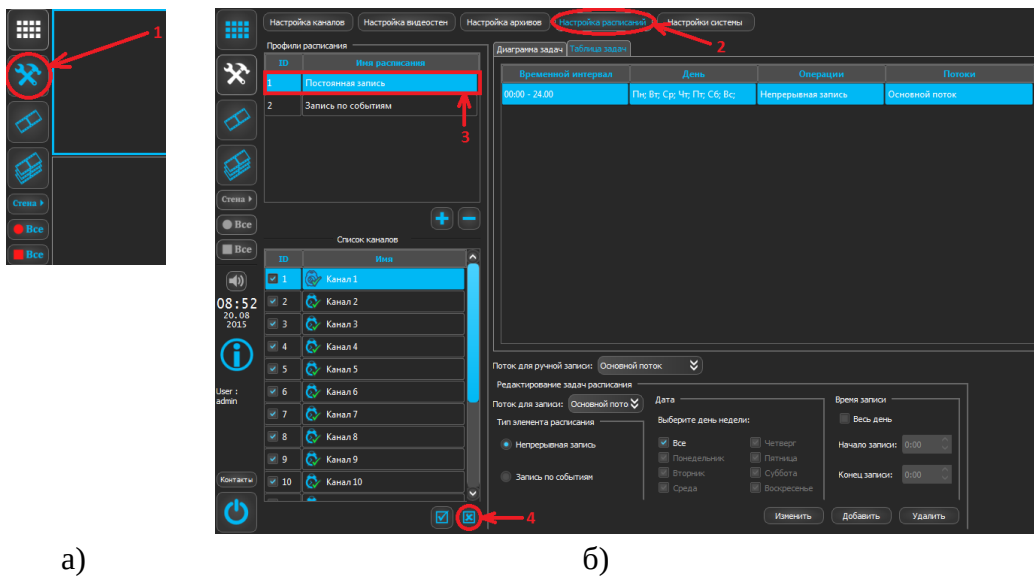 1
Стена
Все
Все
а)
Настройка каналов
Настройка видеостен
Настройка архивов
Настройка расписаний
Настройки системы
2
Стена
Все
Все
08:52
20.08
2015
User :
admin
Контакты
Профили расписания
ID Имя расписания
1 Постоянная запись
2 Запись по событиям
3
Список каналов
ID Имя
1 Канал 1
2 Канал 2
3 Канал 3
4 Канал 4
5 Канал 5
6 Канал 6
7 Канал 7
8 Канал 8
9 Канал 9
10 Канал 10
4
Диаграмма задач Таблица задач
Временной интервал День Операции Потоки
00:00 - 24.00 Пн; Вт; Ср; Чт; Пт; Сб; Вс; Непрерывная запись Основной поток
Поток для ручной записи: Основной поток
Редактирование задач расписания
Поток для записи: Основной пото
Тип элемента расписания
Непрерывная запись
Запись по событиям
Дата
Выберите день недели:
Все Четверг
Понедельник Пятница
Вторник Суббота
Среда Воскресенье
Время записи
Весь день
Начало записи: 0:00
Конец записи: 0:00
Изменить Добавить Удалить
б)